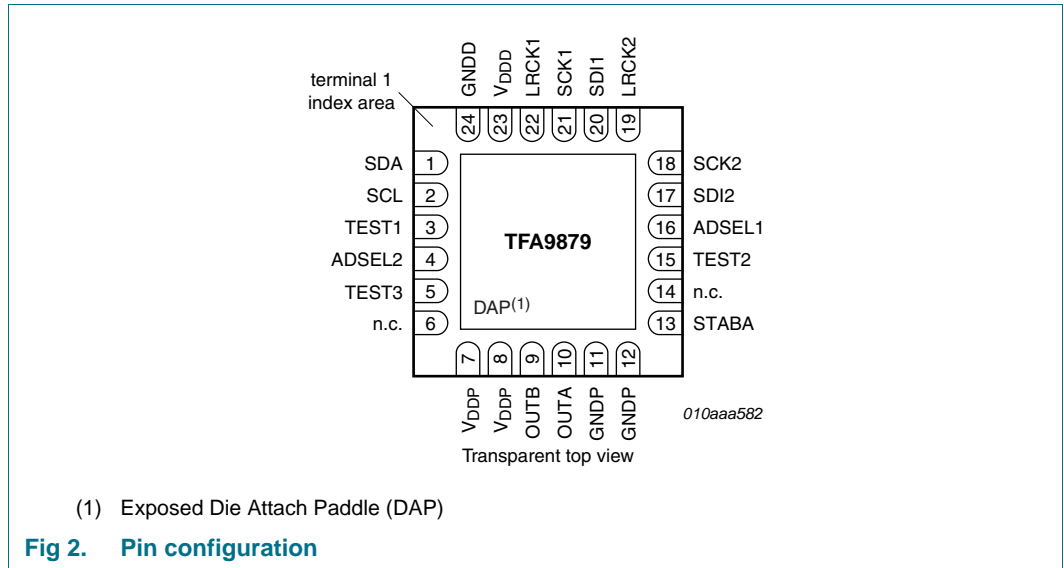 terminal 1
index area
24 GNDD
23 VDDD
22 LRCK1
21 SCK1
20 SDI1
19 LRCK2
SDA 1
SCL 2
TEST1 3
ADSEL2 4
TEST3 5
n.c. 6
18 SCK2
17 SDI2
16 ADSEL1
15 TEST2
14 n.c.
13 STABA
TFA9879
DAP(1)
7 VDDP
8 VDDP
9 OUTB
10 OUTA
11 GNDP
12 GNDP
010aaa582
Transparent top view
(1) Exposed Die Attach Paddle (DAP)
Fig 2. Pin configuration